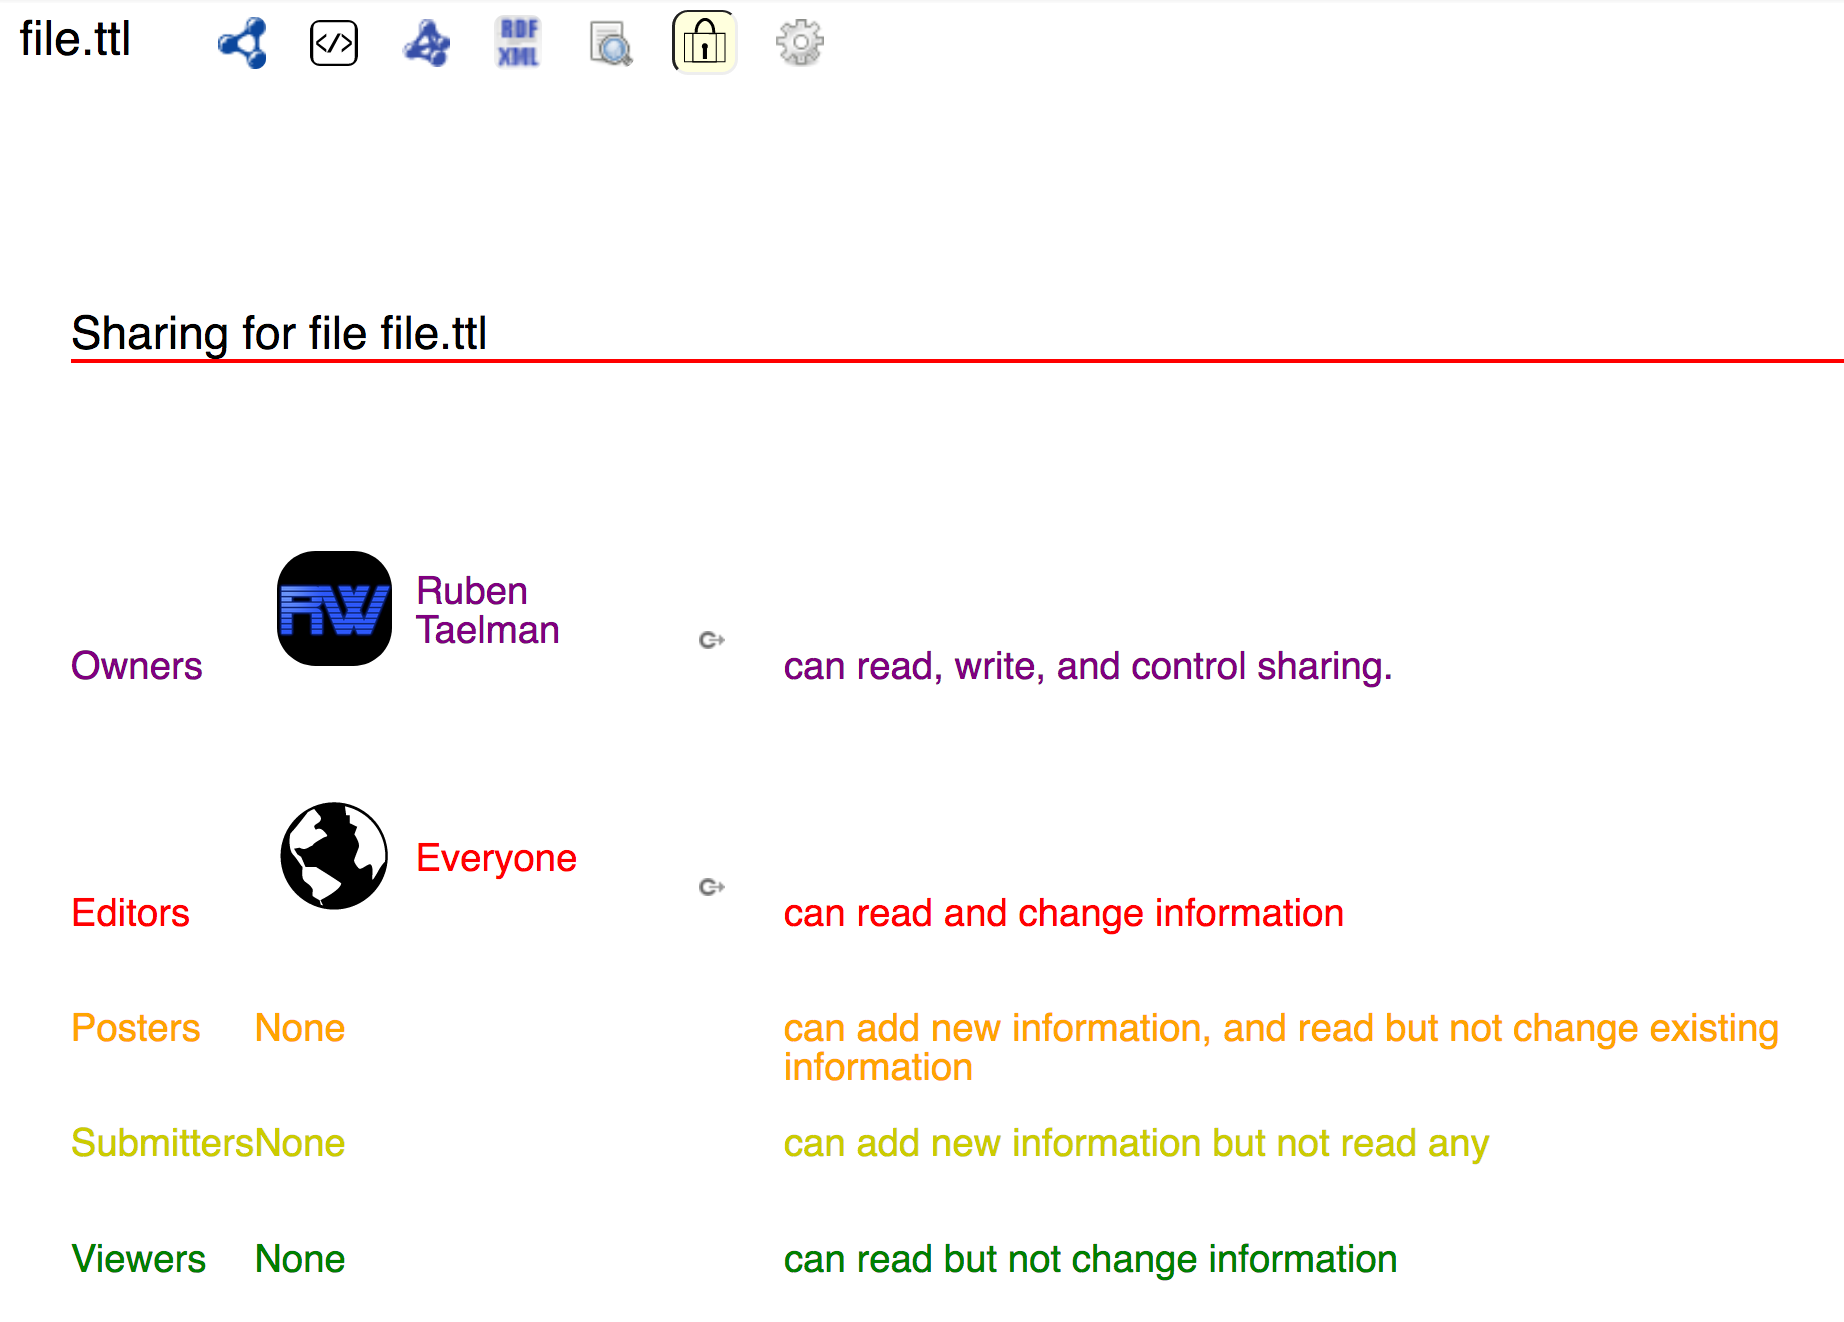 file.ttl
</>
RDF
XML
Sharing for file file.ttl
RW
Ruben
Taelman
Owners
can read, write, and control sharing.
Everyone
Editors
can read and change information
Posters None can add new information, and read but not change existing
information
Submitters None can add new information but not read any
Viewers None can read but not change information